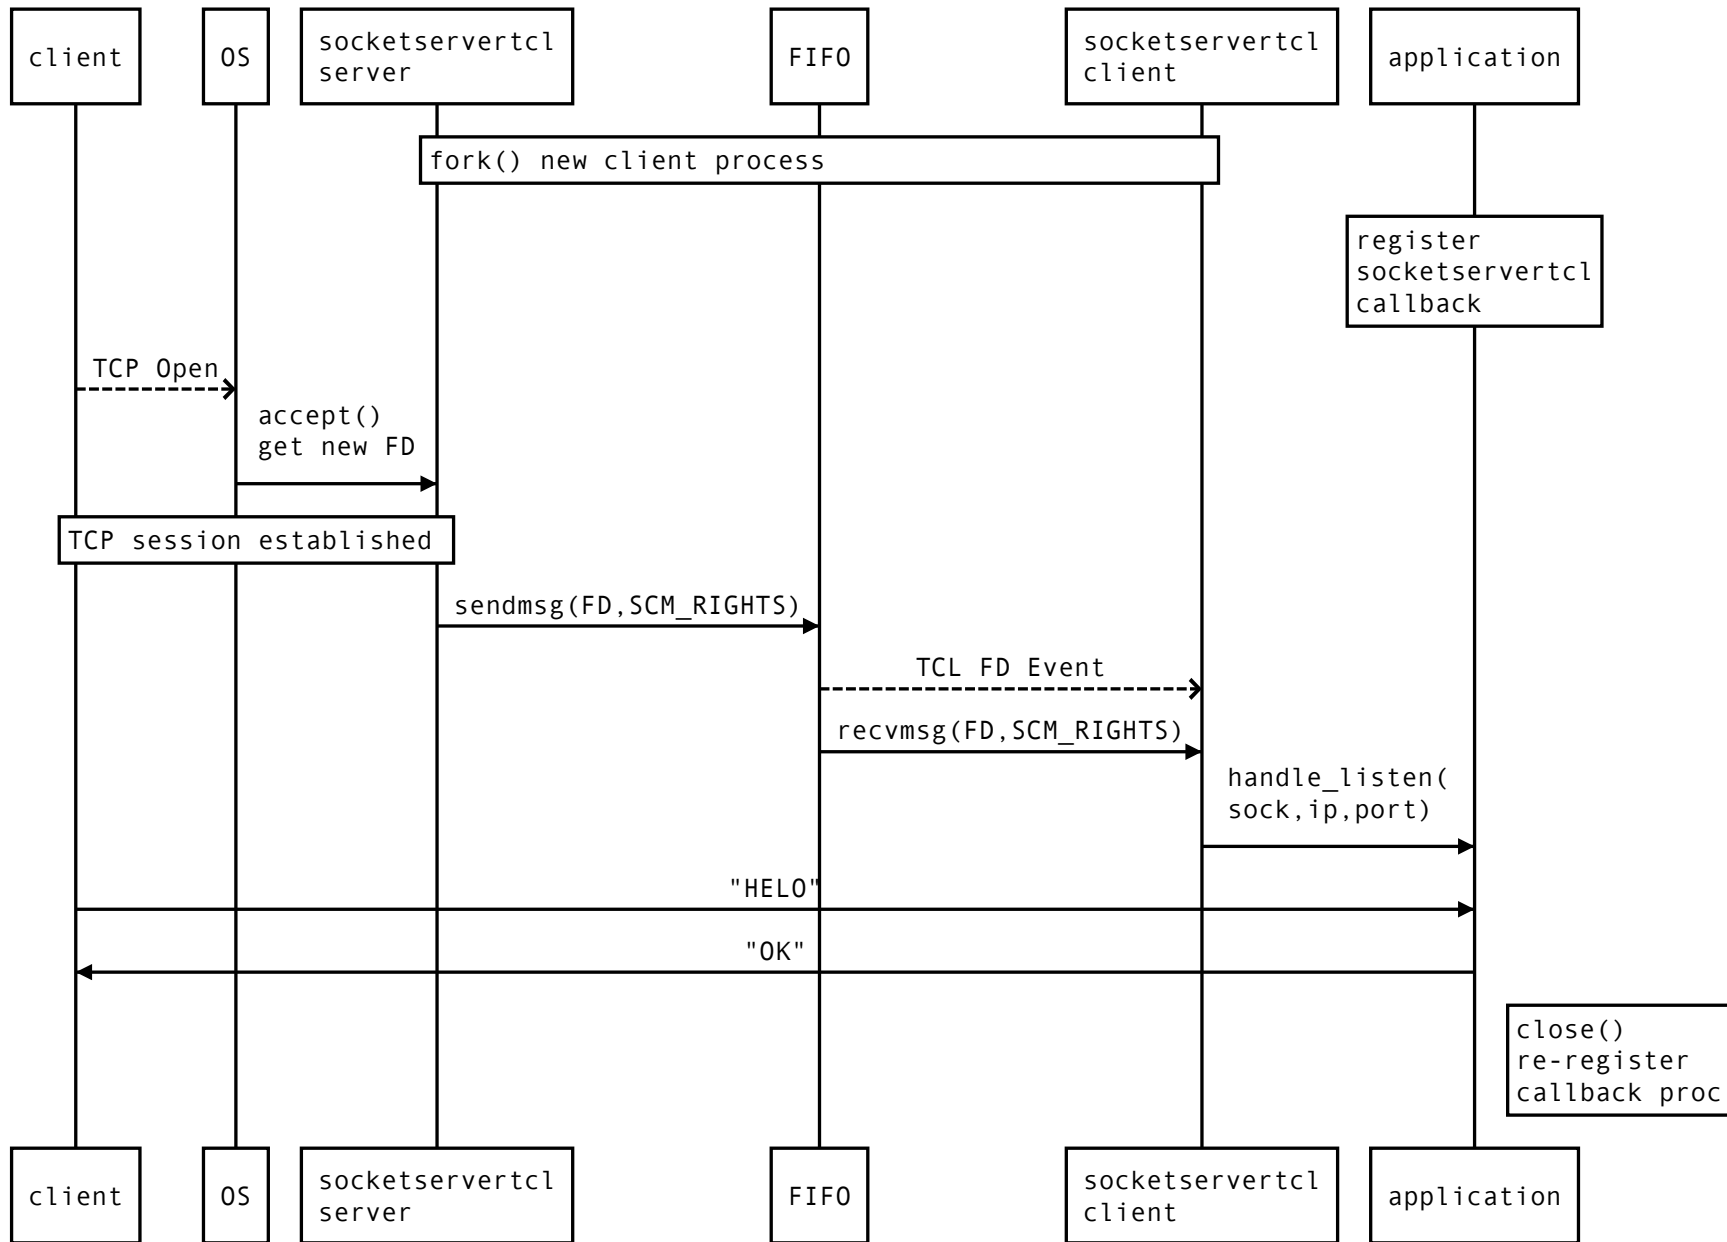 client
OS
socketservertcl
server
FIFO
socketservertcl
client
application
fork() new client process
register
socketservertcl
callback
TCP Open
accept()
get new FD
TCP session established
sendmsg(FD,SCM_RIGHTS)
TCL FD Event
recvmsg(FD,SCM_RIGHTS)
handle_listen(
sock,ip,port)
"HELO"
"OK"
close()
re-register
callback proc
client
OS
socketservertcl
server
FIFO
socketservertcl
client
application